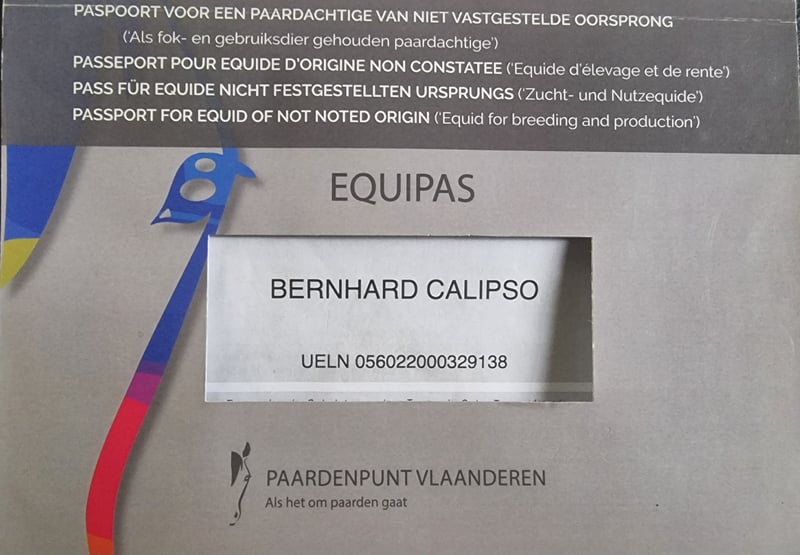 PASPOORT VOOR EEN PAARDACHTIGE VAN NIET VASTGESTELDE OORSPRONG
('Als fok- en gebruiksdier gehouden paardachtige')
PASSEPORT POUR EQUIDE D'ORIGINE NON CONSTATEE ('Equide d'élevage et de rente')
PASS FÜR EQUIDE NICHT FESTGESTELLTEN URSPRUNGS ('Zucht- und Nutzequide')
PASSPORT FOR EQUID OF NOT NOTED ORIGIN ('Equid for breeding and production')
EQUIPAS
BERNHARD CALIPSO
UELN 056022000329138
PAARDENPUNT VLAANDEREN
Als het om paarden gaat